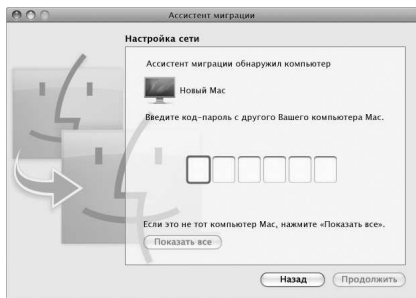 Ассистент миграции
Настройка сети
Ассистент миграции обнаружил компьютер
Новый Mac
Введите код-пароль с другого Вашего компьютера Mac.
Если это не тот компьютер Mac, нажмите «Показать все».
Показать все
Назад
Продолжить